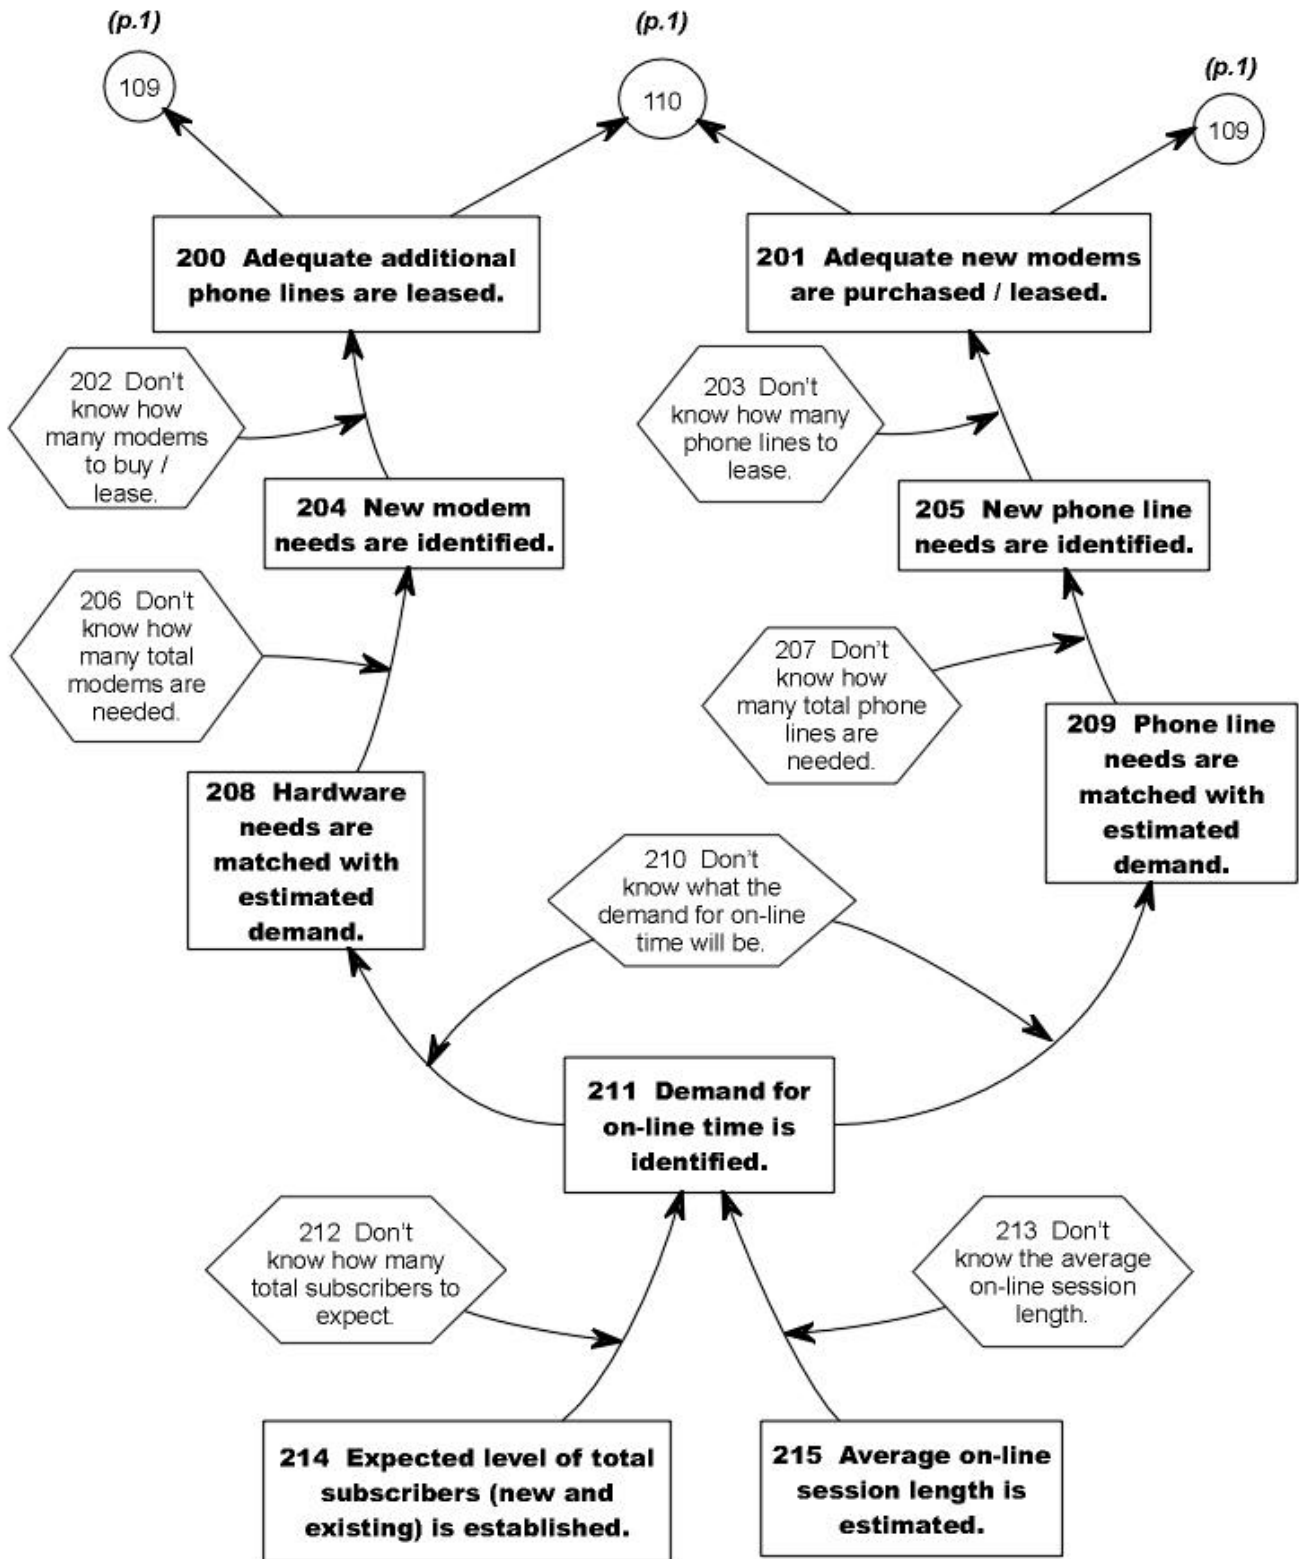 (p.1)
(p.1)
(p.1)
109
110
109
200 Adequate additional
phone lines are leased.
201 Adequate new modems
are purchased / leased.
202 Don't
know how
many modems
to buy /
lease.
203 Don't
know how many
phone lines to
lease.
204 New modem
needs are identified.
205 New phone line
needs are identified.
206 Don't
know how
many total
modems are
needed.
207 Don't
know how
many total phone
lines are
needed.
208 Hardware
needs are
matched with
estimated
demand.
209 Phone line
needs are
matched with
estimated
demand.
210 Don't
know what the
demand for on-line
time will be.
211 Demand for
on-line time is
identified.
212 Don't
know how many
total subscribers to
expect.
213 Don't
know the average
on-line session
length.
214 Expected level of total
subscribers (new and
existing) is established.
215 Average on-line
session length is
estimated.